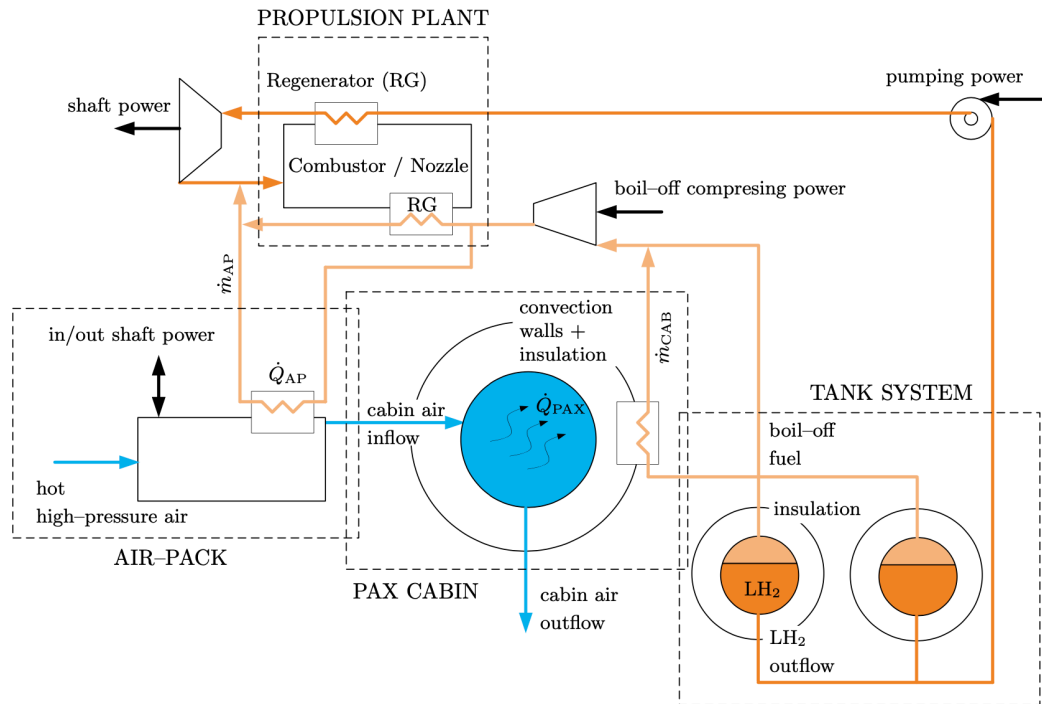 PROPULSION PLANT
Regenerator (RG)
pumping power
shaft power
Combustor / Nozzle
boil–off compresing power
RG
ṁAP
convection
walls +
insulation
ṁCAB
in/out shaft power
Q̇AP
Q̇PAX
TANK SYSTEM
cabin air
inflow
boil–off
fuel
hot
high–pressure air
insulation
AIR–PACK
PAX CABIN
cabin air
outflow
LH₂
LH₂
outflow